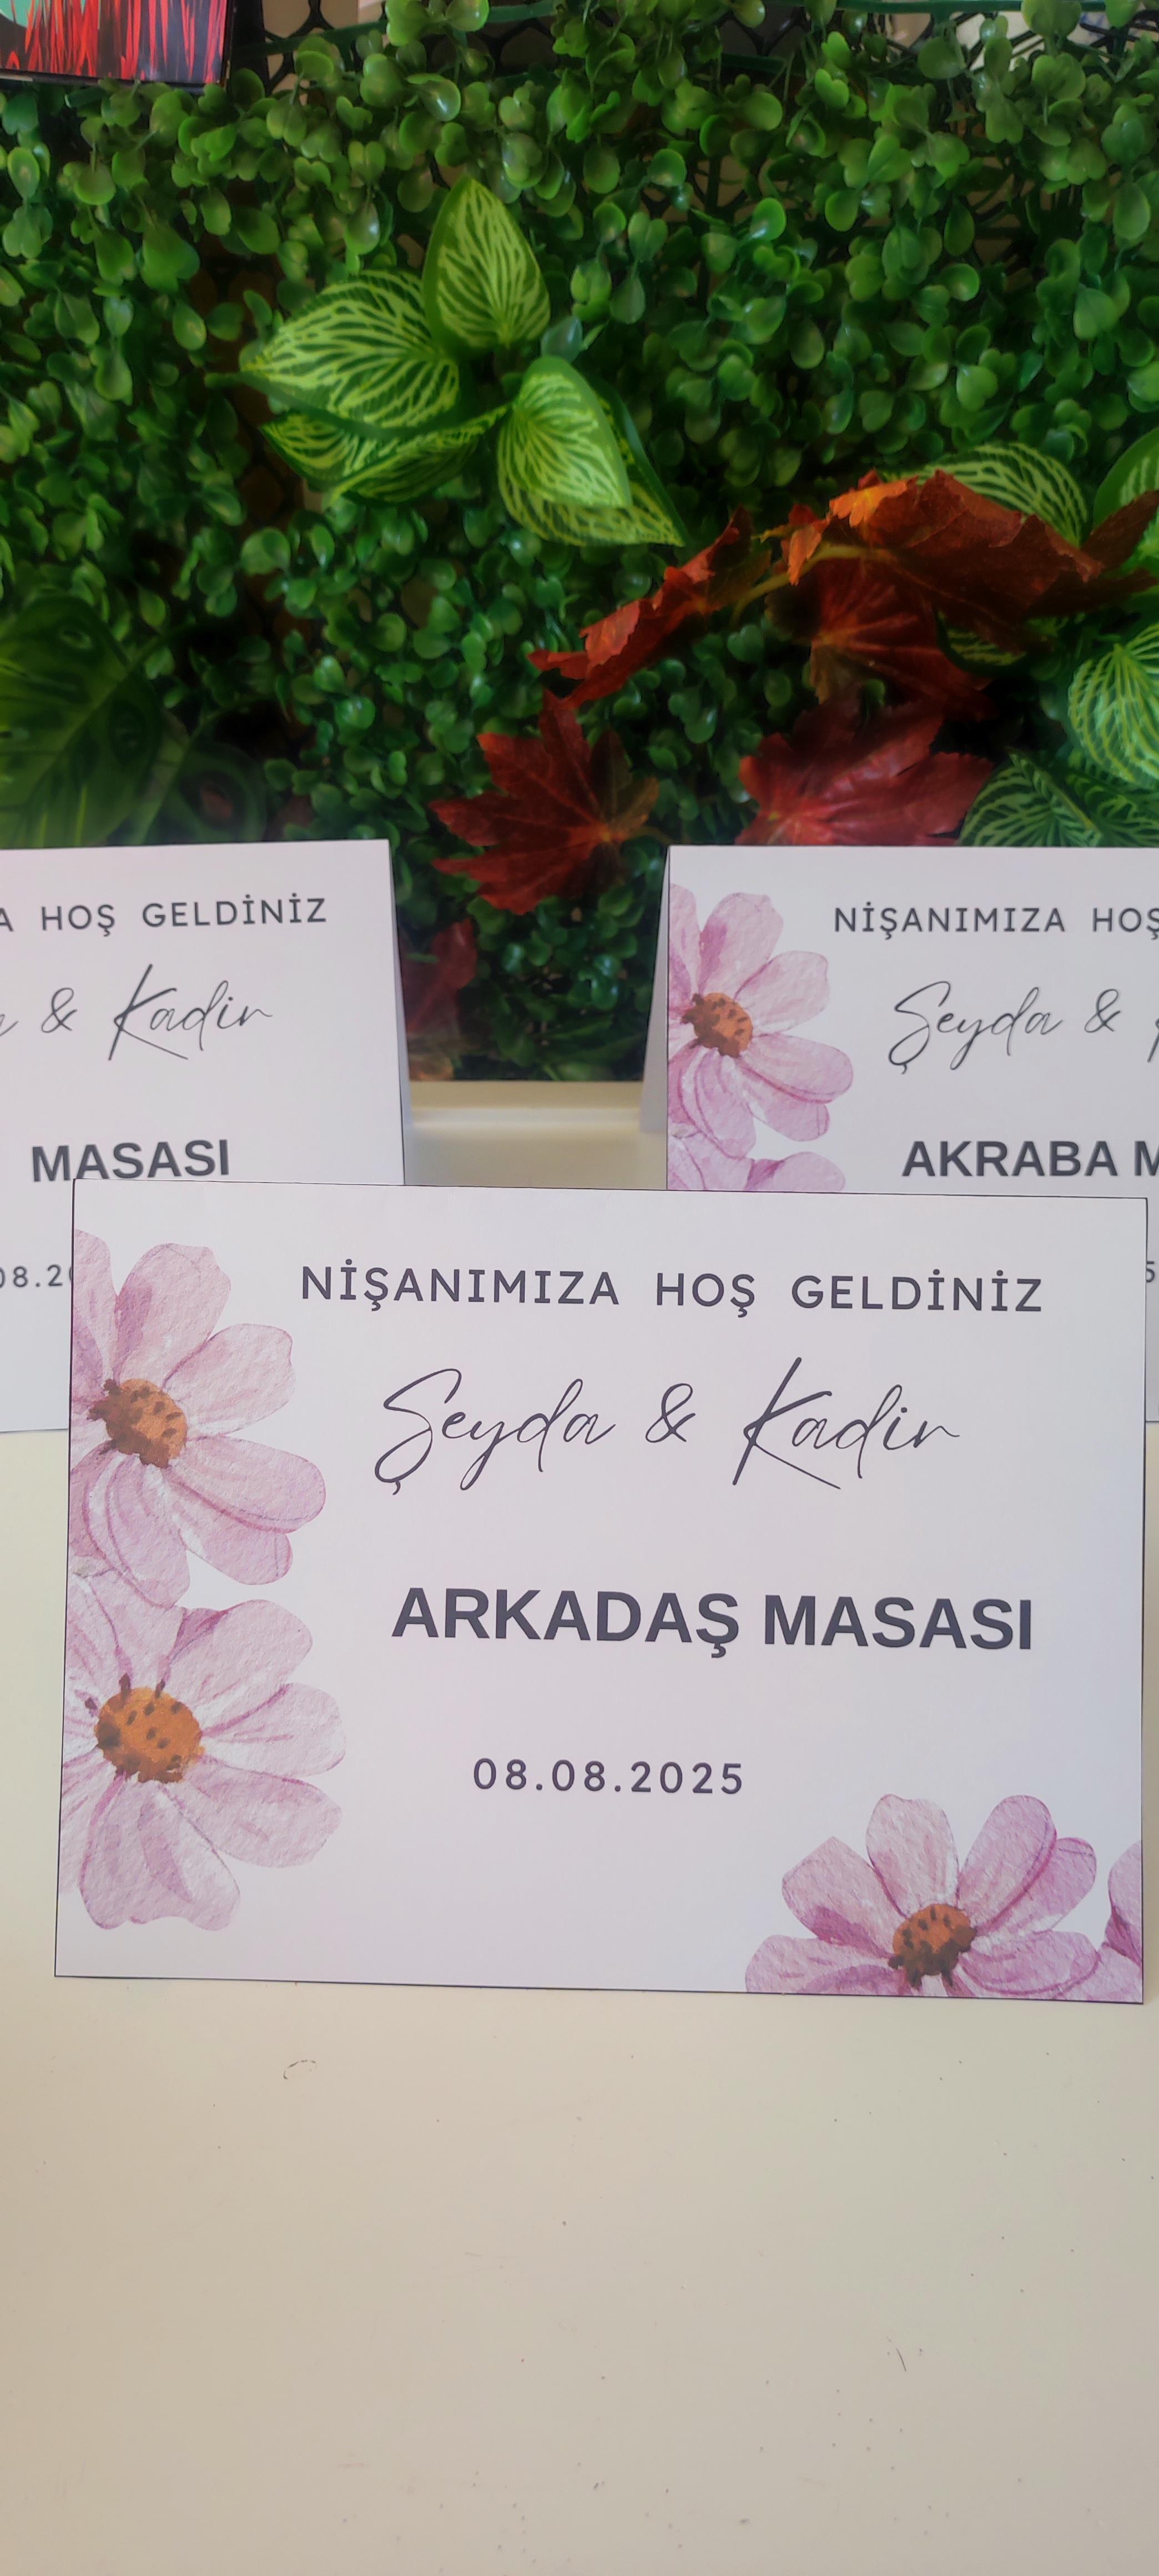 HOŞ GELDİNİZ
& Kadir
MASASI
NİŞANIMIZA HOŞ
Şeyda &
AKRABA
NİŞANIMIZA HOŞ GELDİNİZ
Şeyda & Kadir
ARKADAŞ MASASI
08.08.2025